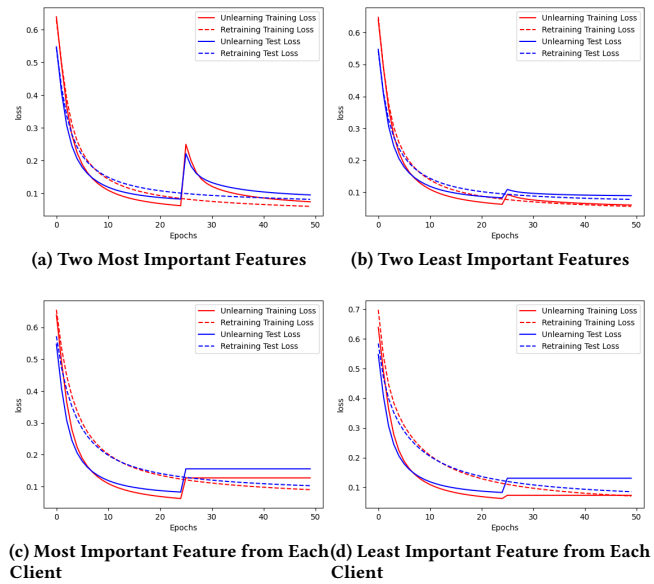 Unlearning Training Loss
Retraining Training Loss
Unlearning Test Loss
Retraining Test Loss
0.6
0.5
0.4
0.3
0.2
0.1
loss
0 10 20 30 40 50
Epochs
(a) Two Most Important Features
Unlearning Training Loss
Retraining Training Loss
Unlearning Test Loss
Retraining Test Loss
0.6
0.5
0.4
0.3
0.2
0.1
loss
0 10 20 30 40 50
Epochs
(b) Two Least Important Features
Unlearning Training Loss
Retraining Training Loss
Unlearning Test Loss
Retraining Test Loss
0.6
0.5
0.4
0.3
0.2
0.1
loss
0 10 20 30 40 50
Epochs
(c) Most Important Feature from Each
Client
Unlearning Training Loss
Retraining Training Loss
Unlearning Test Loss
Retraining Test Loss
0.7
0.6
0.5
0.4
0.3
0.2
0.1
loss
0 10 20 30 40 50
Epochs
(d) Least Important Feature from Each
Client